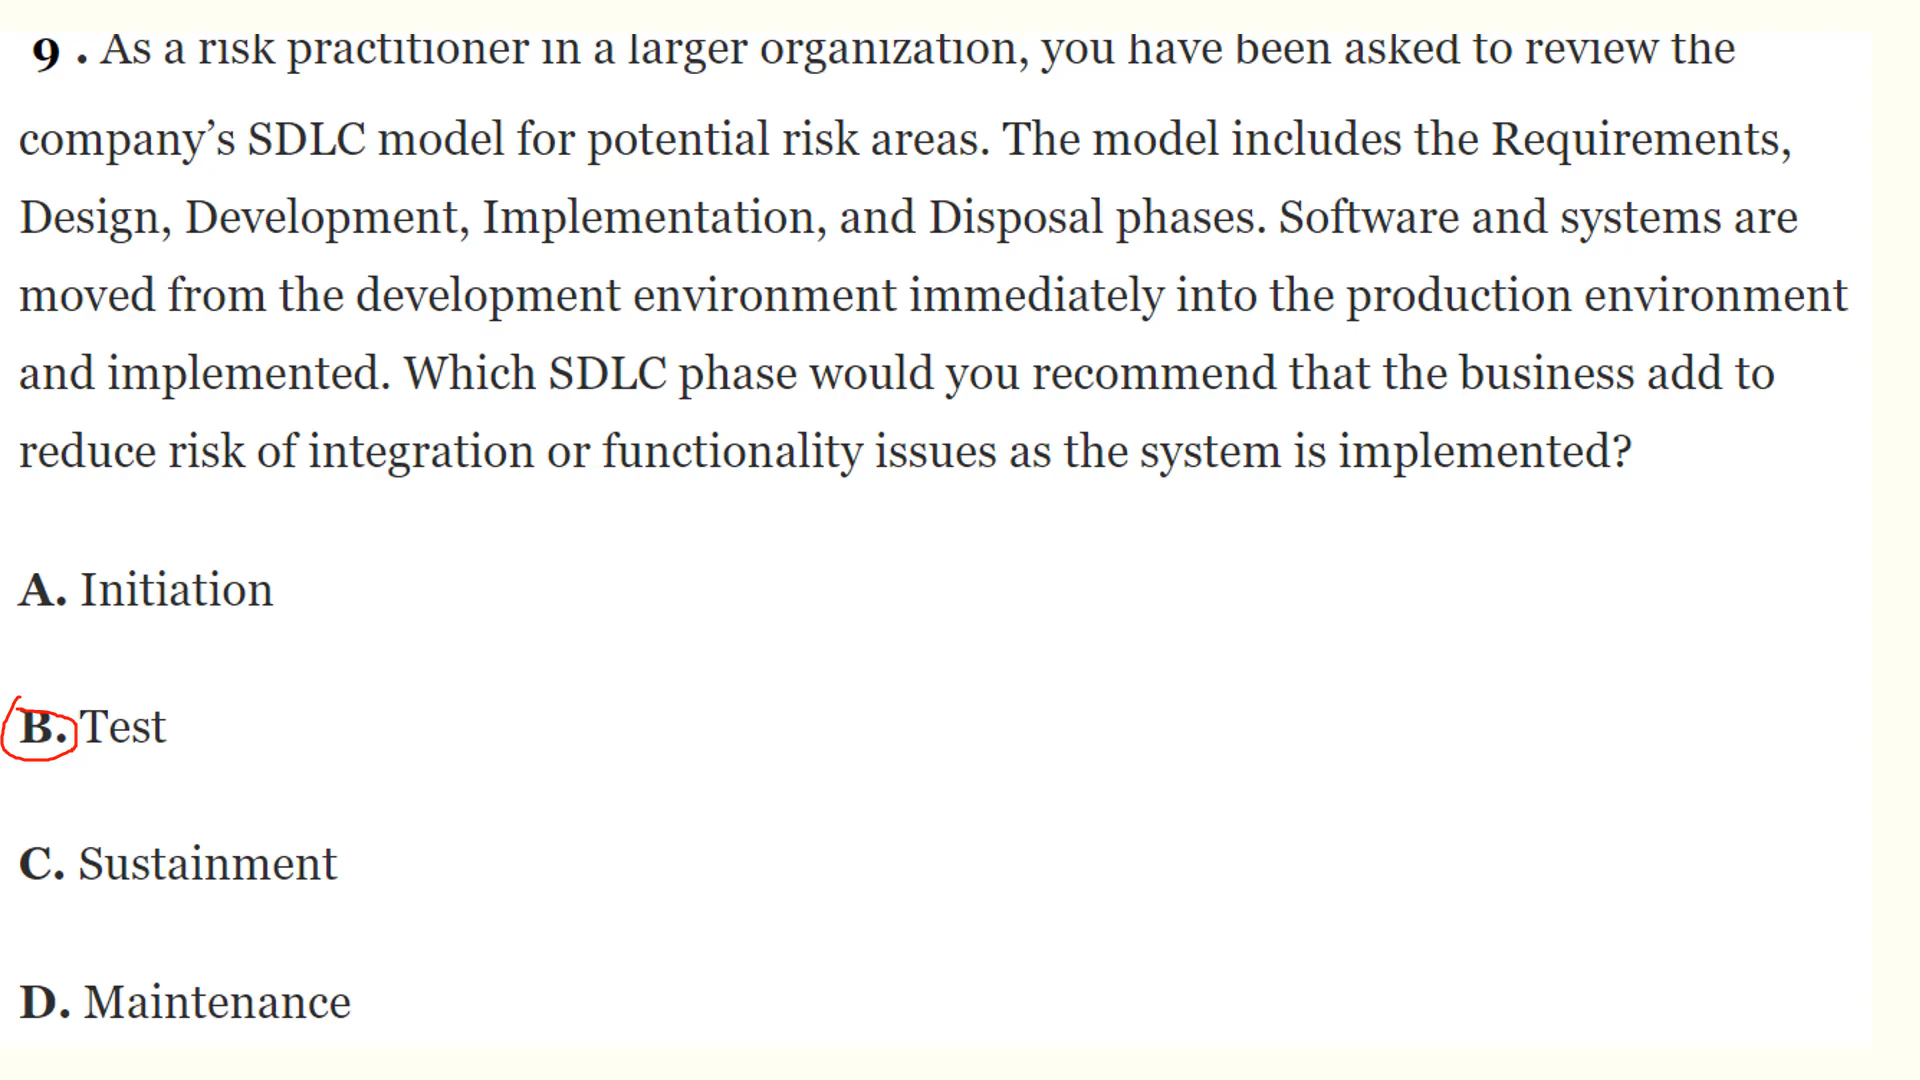 9 . As a risk practitioner in a larger organization, you have been asked to review the
company’s SDLC model for potential risk areas. The model includes the Requirements,
Design, Development, Implementation, and Disposal phases. Software and systems are
moved from the development environment immediately into the production environment
and implemented. Which SDLC phase would you recommend that the business add to
reduce risk of integration or functionality issues as the system is implemented?
A. Initiation
B. Test
C. Sustainment
D. Maintenance